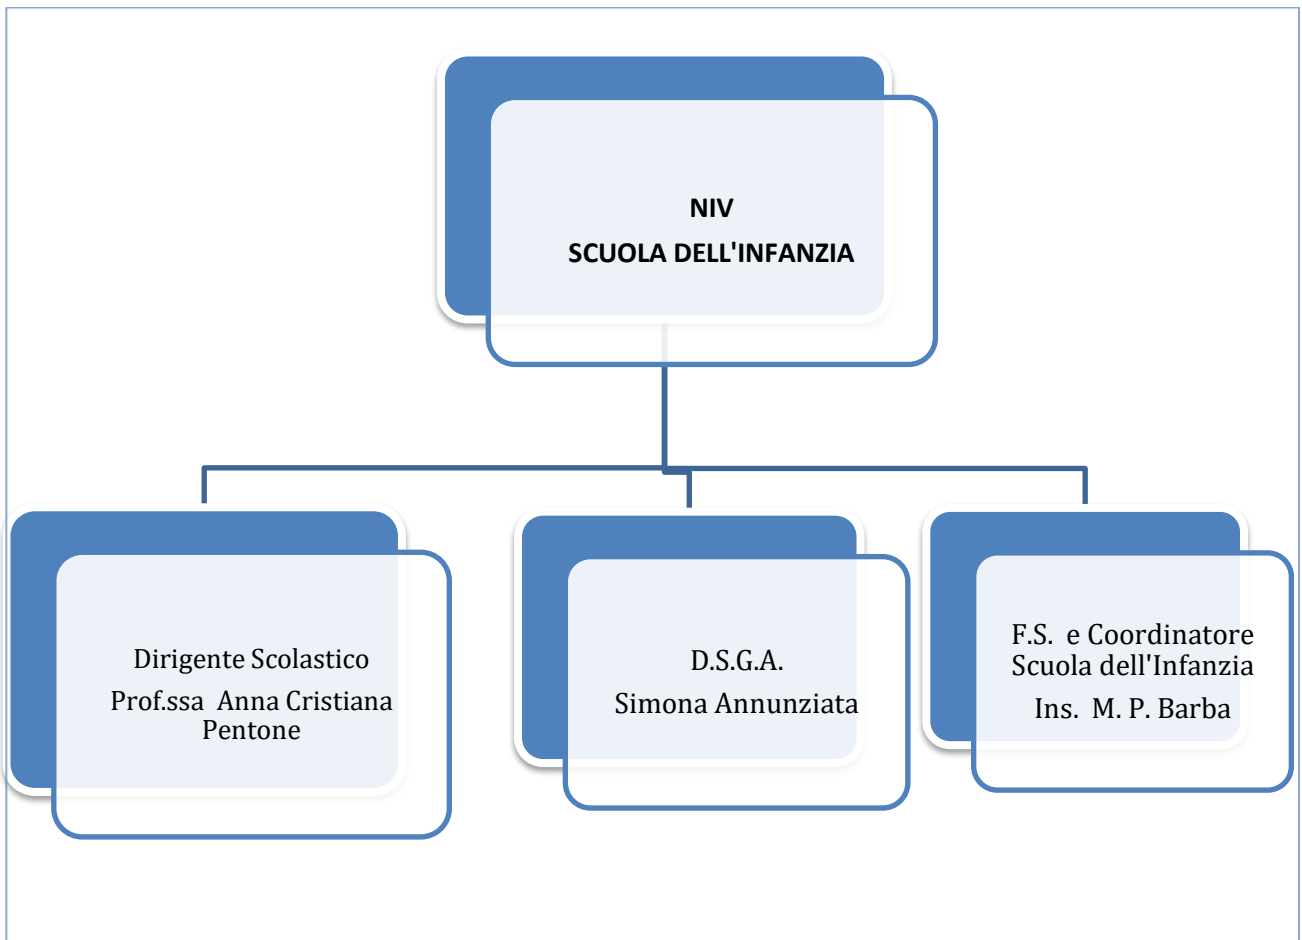 NIV
SCUOLA DELL'INFANZIA
Dirigente Scolastico
Prof.ssa Anna Cristiana
Pentone
D.S.G.A.
Simona Annunziata
F.S. e Coordinatore
Scuola dell'Infanzia
Ins. M. P. Barba